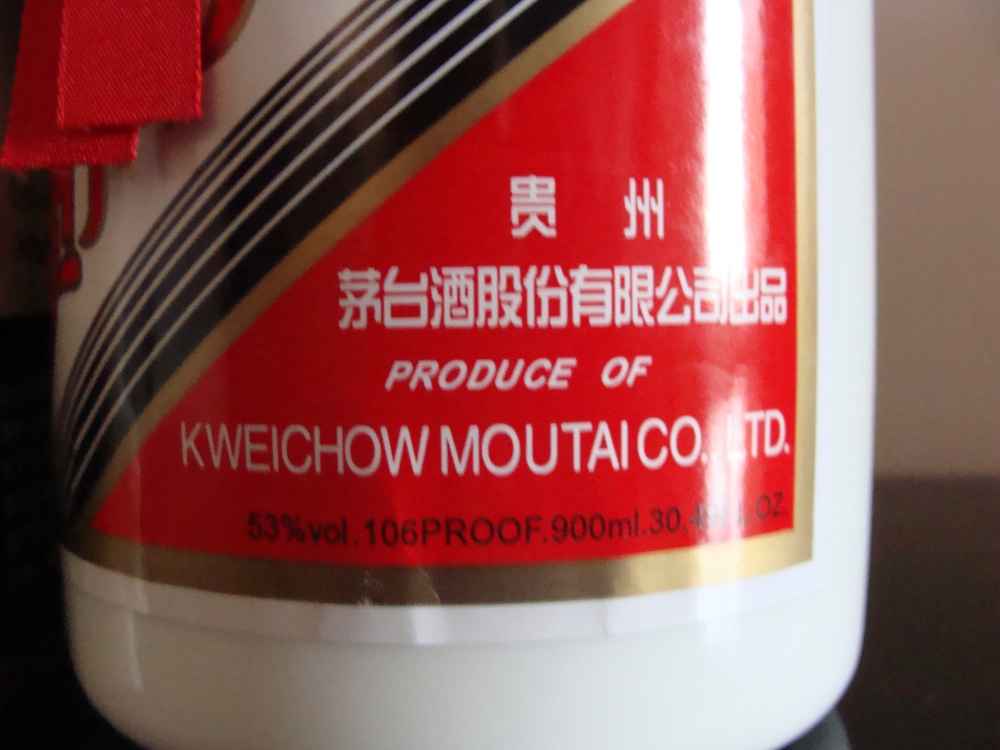 贵州
茅台酒股份有限公司出品
PRODUCE OF
KWEICHOW MOUTAI CO., LTD.
53%vol.106PROOF.900ml.